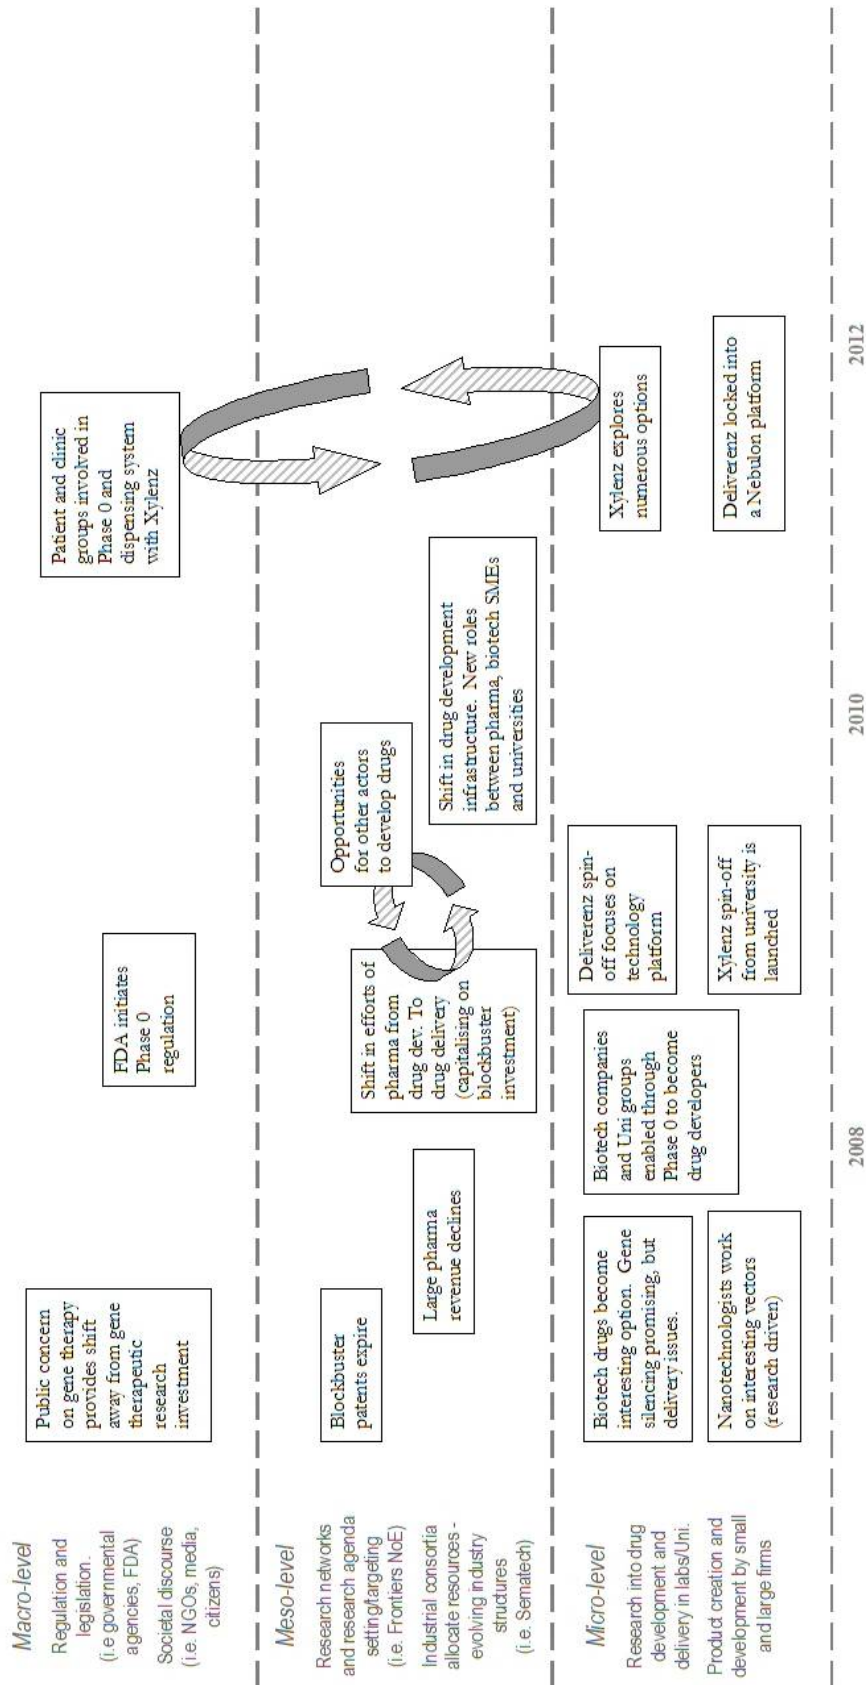 Macro-level
Regulation and
legislation.
(i.e governmental
agencies, FDA)
Societal discourse
(i.e. NGOs, media,
citizens)
Public concern
on gene therapy
provides shift
away from gene
therapeutic
research
investment
FDA initiates
Phase 0
regulation
Patient and clinic
groups involved in
Phase 0 and
dispensing system
with Xylenz
Meso-level
Research networks
and research agenda
setting/targeting
(i.e. Frontiers NoE)
Industrial consortia
allocate resources -
evolving industry
structures
(i.e. Sematech)
Blockbuster
patents expire
Large pharma
revenue declines
Shift in efforts of
pharma from
drug dev. To
drug delivery
(capitalising on
blockbuster
investment)
Opportunities
for other actors
to develop drugs
Shift in drug development
infrastructure. New roles
between pharma, biotech SMEs
and universities
Micro-level
Research into drug
development and
delivery in labs/Uni.
Product creation and
development by small
and large firms
Biotech drugs become
interesting option. Gene
silencing promising, but
delivery issues.
Nanotechnologists work
on interesting vectors
(research driven)
Biotech companies
and Uni groups
enabled through
Phase 0 to become
drug developers
Deliverenz spin-
off focuses on
technology
platform
Xylenz spin-off
from university is
launched
Xylenz explores
numerous options
Deliverenz locked into
a Nebulon platform
2008
2010
2012